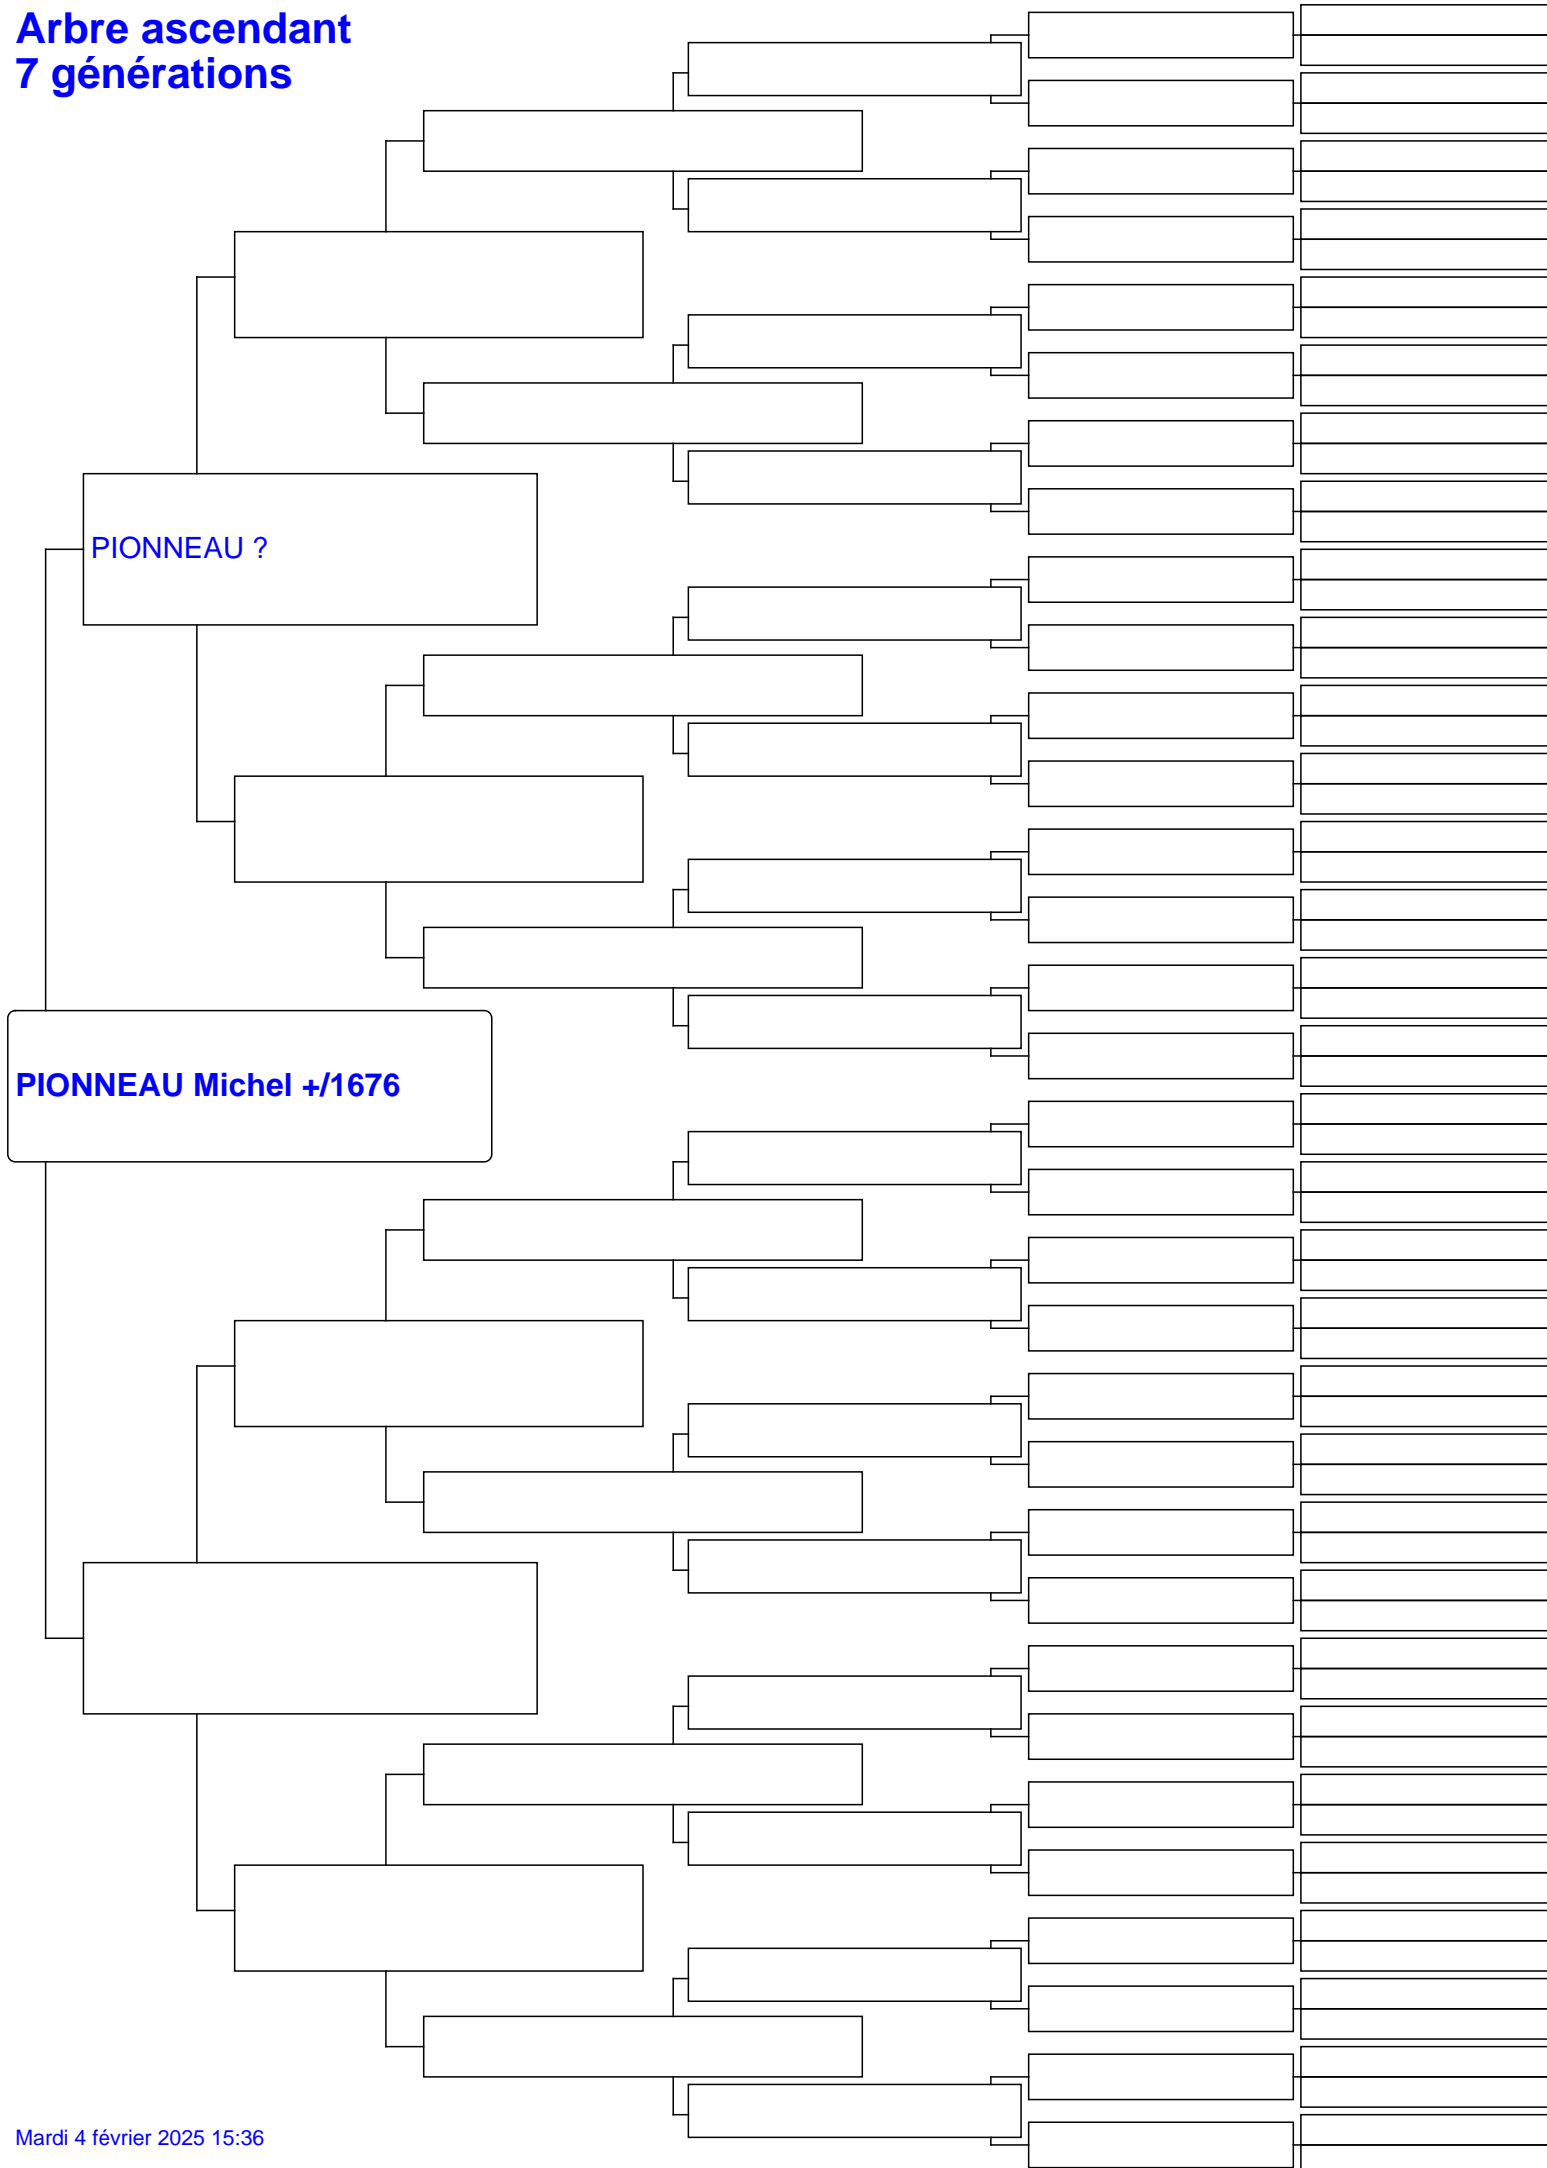 Arbre ascendant
7 générations
PIONNEAU ?
PIONNEAU Michel +/1676
Mardi 4 février 2025 15:36